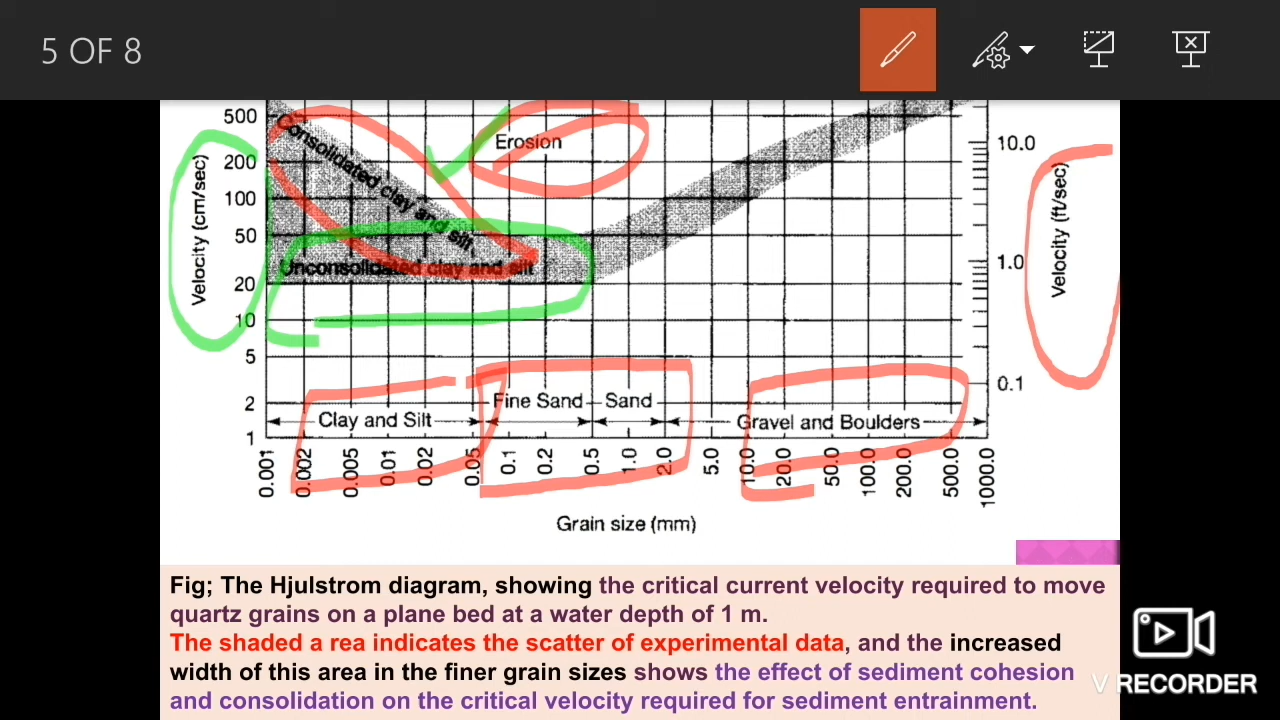 5 OF 8
500
200
100
50
20
10
5
2
1
Velocity (cm/sec)
Consolidated clay and silt
Unconsolidated clay and silt
Erosion
10.0
1.0
0.1
Velocity (ft/sec)
Clay and Silt
Fine Sand
Sand
Gravel and Boulders
0.001 0.002 0.005 0.01 0.02 0.05 0.1 0.2 0.5 1.0 2.0 5.0 10.0 20.0 50.0 100.0 200.0 500.0 1000.0
Grain size (mm)
Fig; The Hjulstrom diagram, showing the critical current velocity required to move
quartz grains on a plane bed at a water depth of 1 m.
The shaded a rea indicates the scatter of experimental data, and the increased
width of this area in the finer grain sizes shows the effect of sediment cohesion
and consolidation on the critical velocity required for sediment entrainment.
V RECORDER